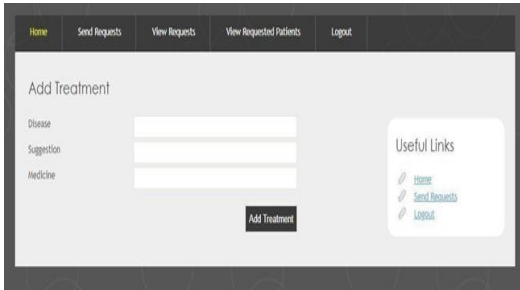 Home Send Requests View Requests View Requested Patients Logout
Add Treatment
Disease
Suggestion
Medicine
Add Treatment
Useful Links
Home
Send Requests
Logout